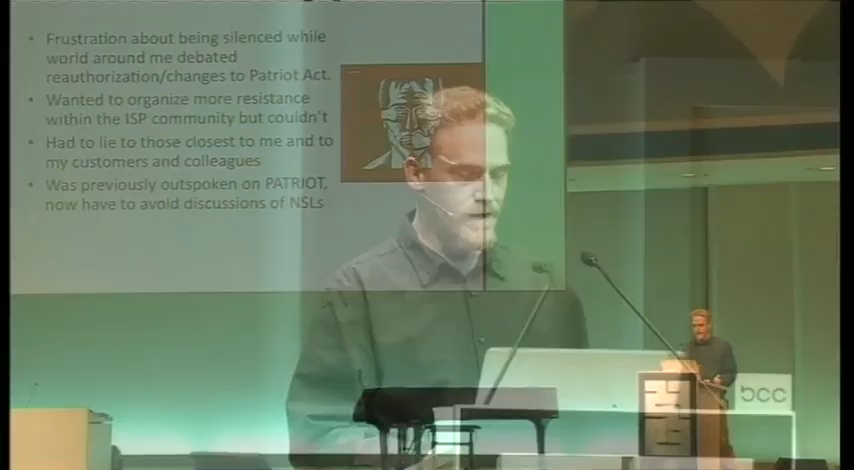 • Frustration about being silenced while
world around me debated
reauthorization/changes to Patriot Act.
• Wanted to organize more resistance
within the ISP community but couldn't
• Had to lie to those closest to me and to
my customers and colleagues
• Was previously outspoken on PATRIOT,
now have to avoid discussions of NSLs
bcc